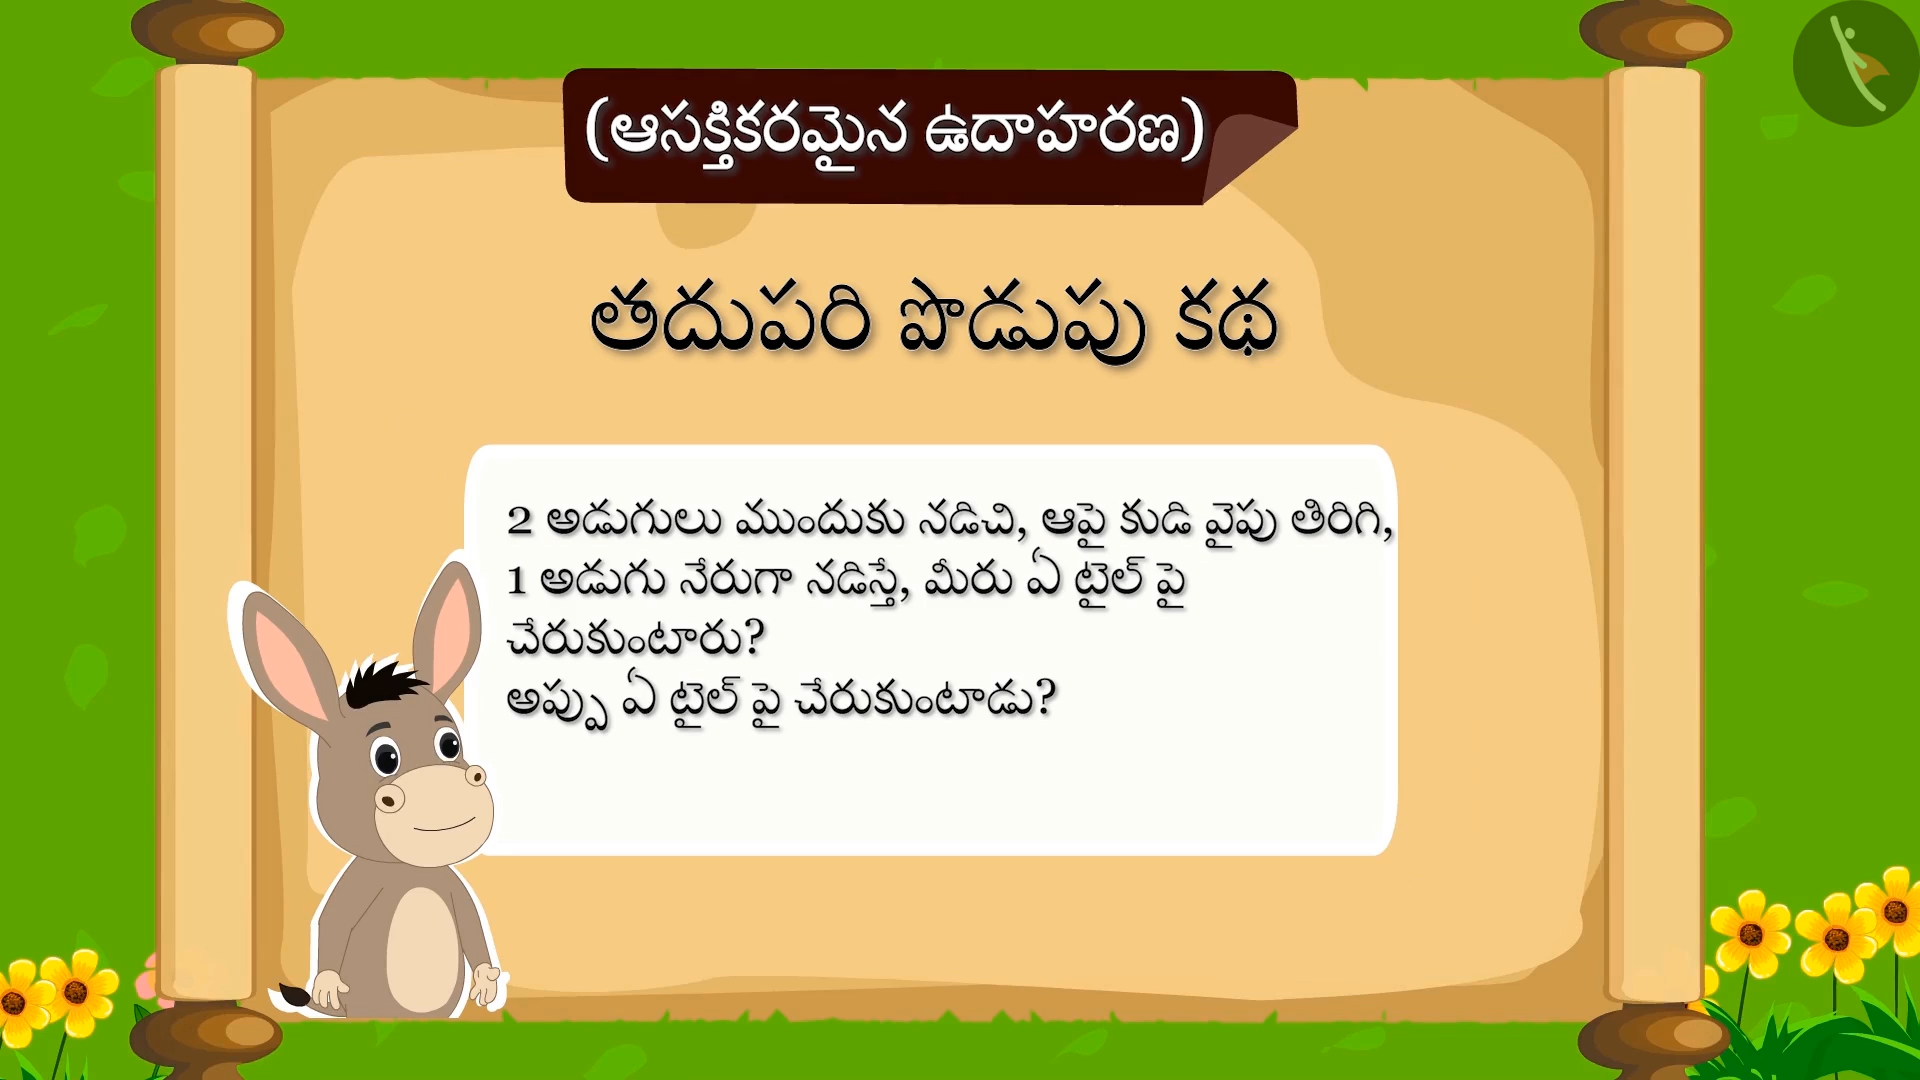 (ఆసక్తికరమైన ఉదాహరణ)
తదుపరి పొడుపు కథ
2 అడుగులు ముందుకు నడిచి, ఆపై కుడి వైపు తిరిగి,
1 అడుగు నేరుగా నడిస్తే, మీరు ఏ టైల్ పై
చేరుకుంటారు?
అప్పు ఏ టైల్ పై చేరుకుంటాడు?